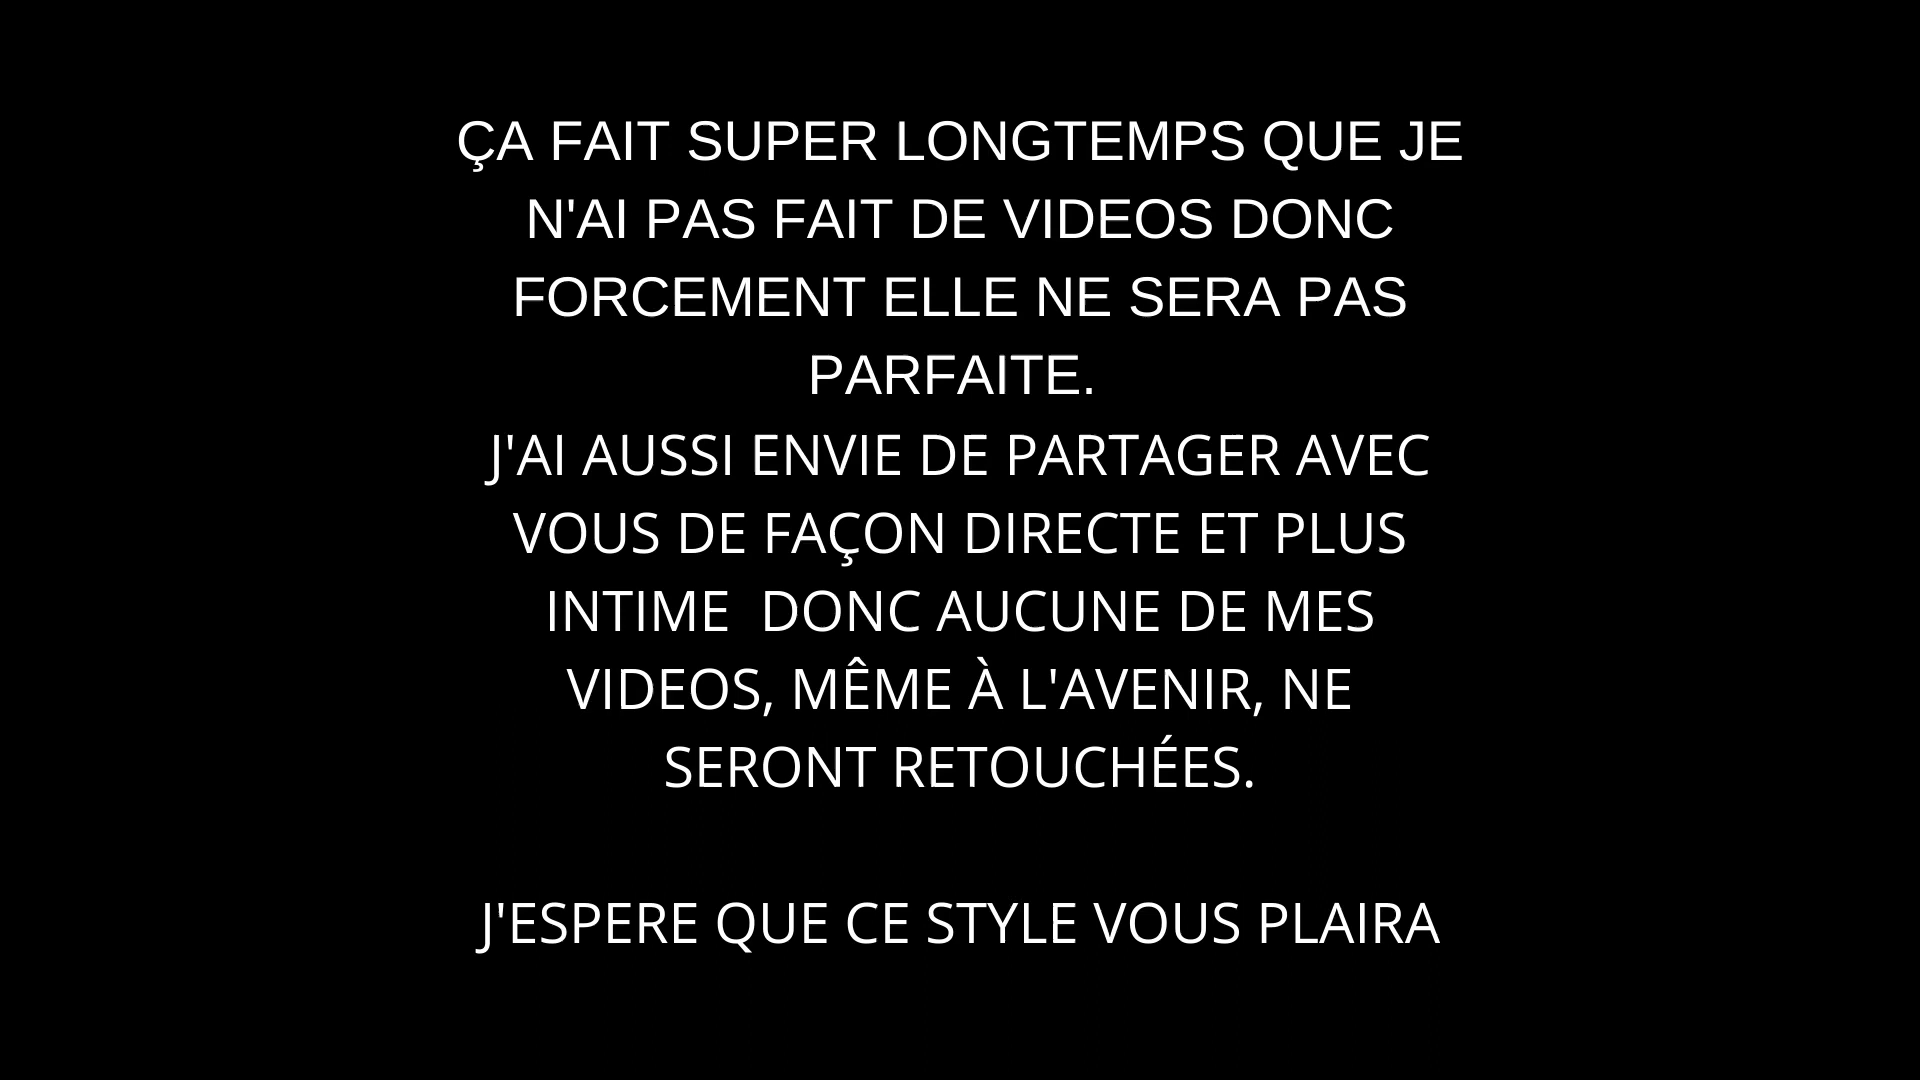 ÇA FAIT SUPER LONGTEMPS QUE JE
N'AI PAS FAIT DE VIDEOS DONC
FORCEMENT ELLE NE SERA PAS
PARFAITE.
J'AI AUSSI ENVIE DE PARTAGER AVEC
VOUS DE FAÇON DIRECTE ET PLUS
INTIME  DONC AUCUNE DE MES
VIDEOS, MÊME À L'AVENIR, NE
SERONT RETOUCHÉES.
J'ESPERE QUE CE STYLE VOUS PLAIRA